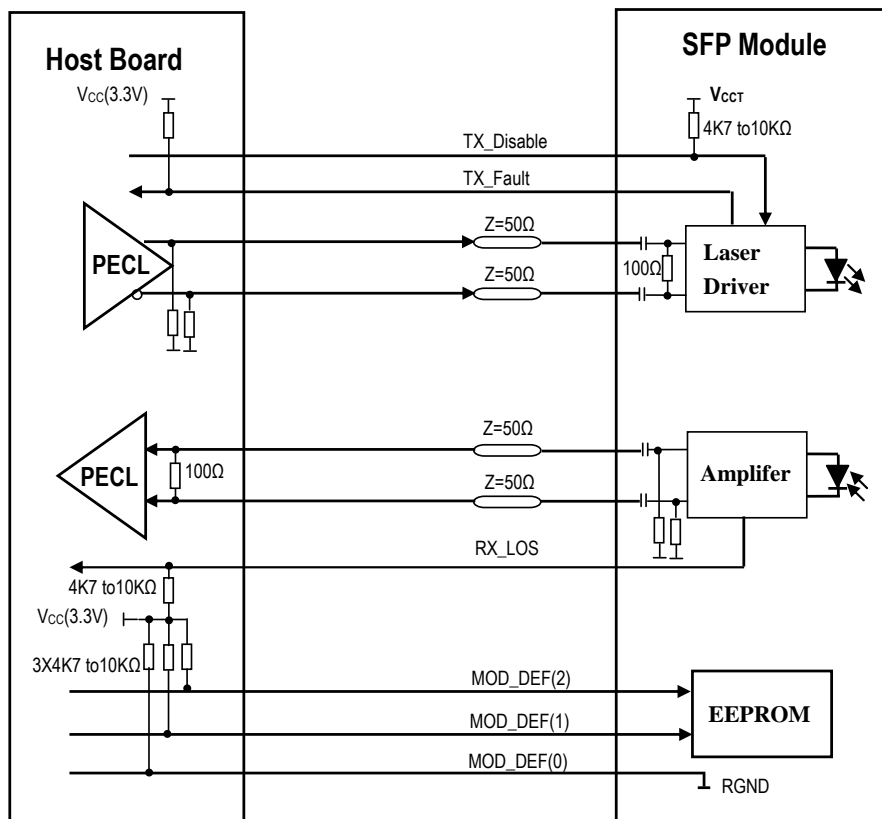 Host Board
SFP Module
VCC(3.3V)
VCCT
4K7 to10KΩ
TX_Disable
TX_Fault
Z=50Ω
PECL
100Ω
Laser
Driver
Z=50Ω
Z=50Ω
PECL
100Ω
Amplifer
Z=50Ω
RX_LOS
4K7 to10KΩ
VCC(3.3V)
3X4K7 to10KΩ
MOD_DEF(2)
EEPROM
MOD_DEF(1)
MOD_DEF(0)
RGND